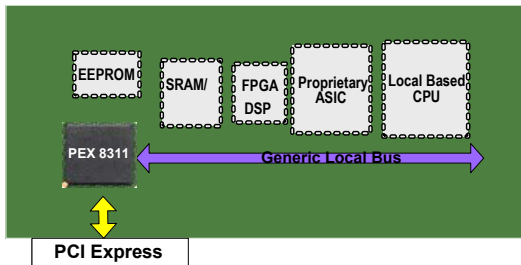 EEPROM
SRAM/
FPGA
DSP
Proprietary
ASIC
Local Based
CPU
PEX 8311
Generic Local Bus
PCI Express